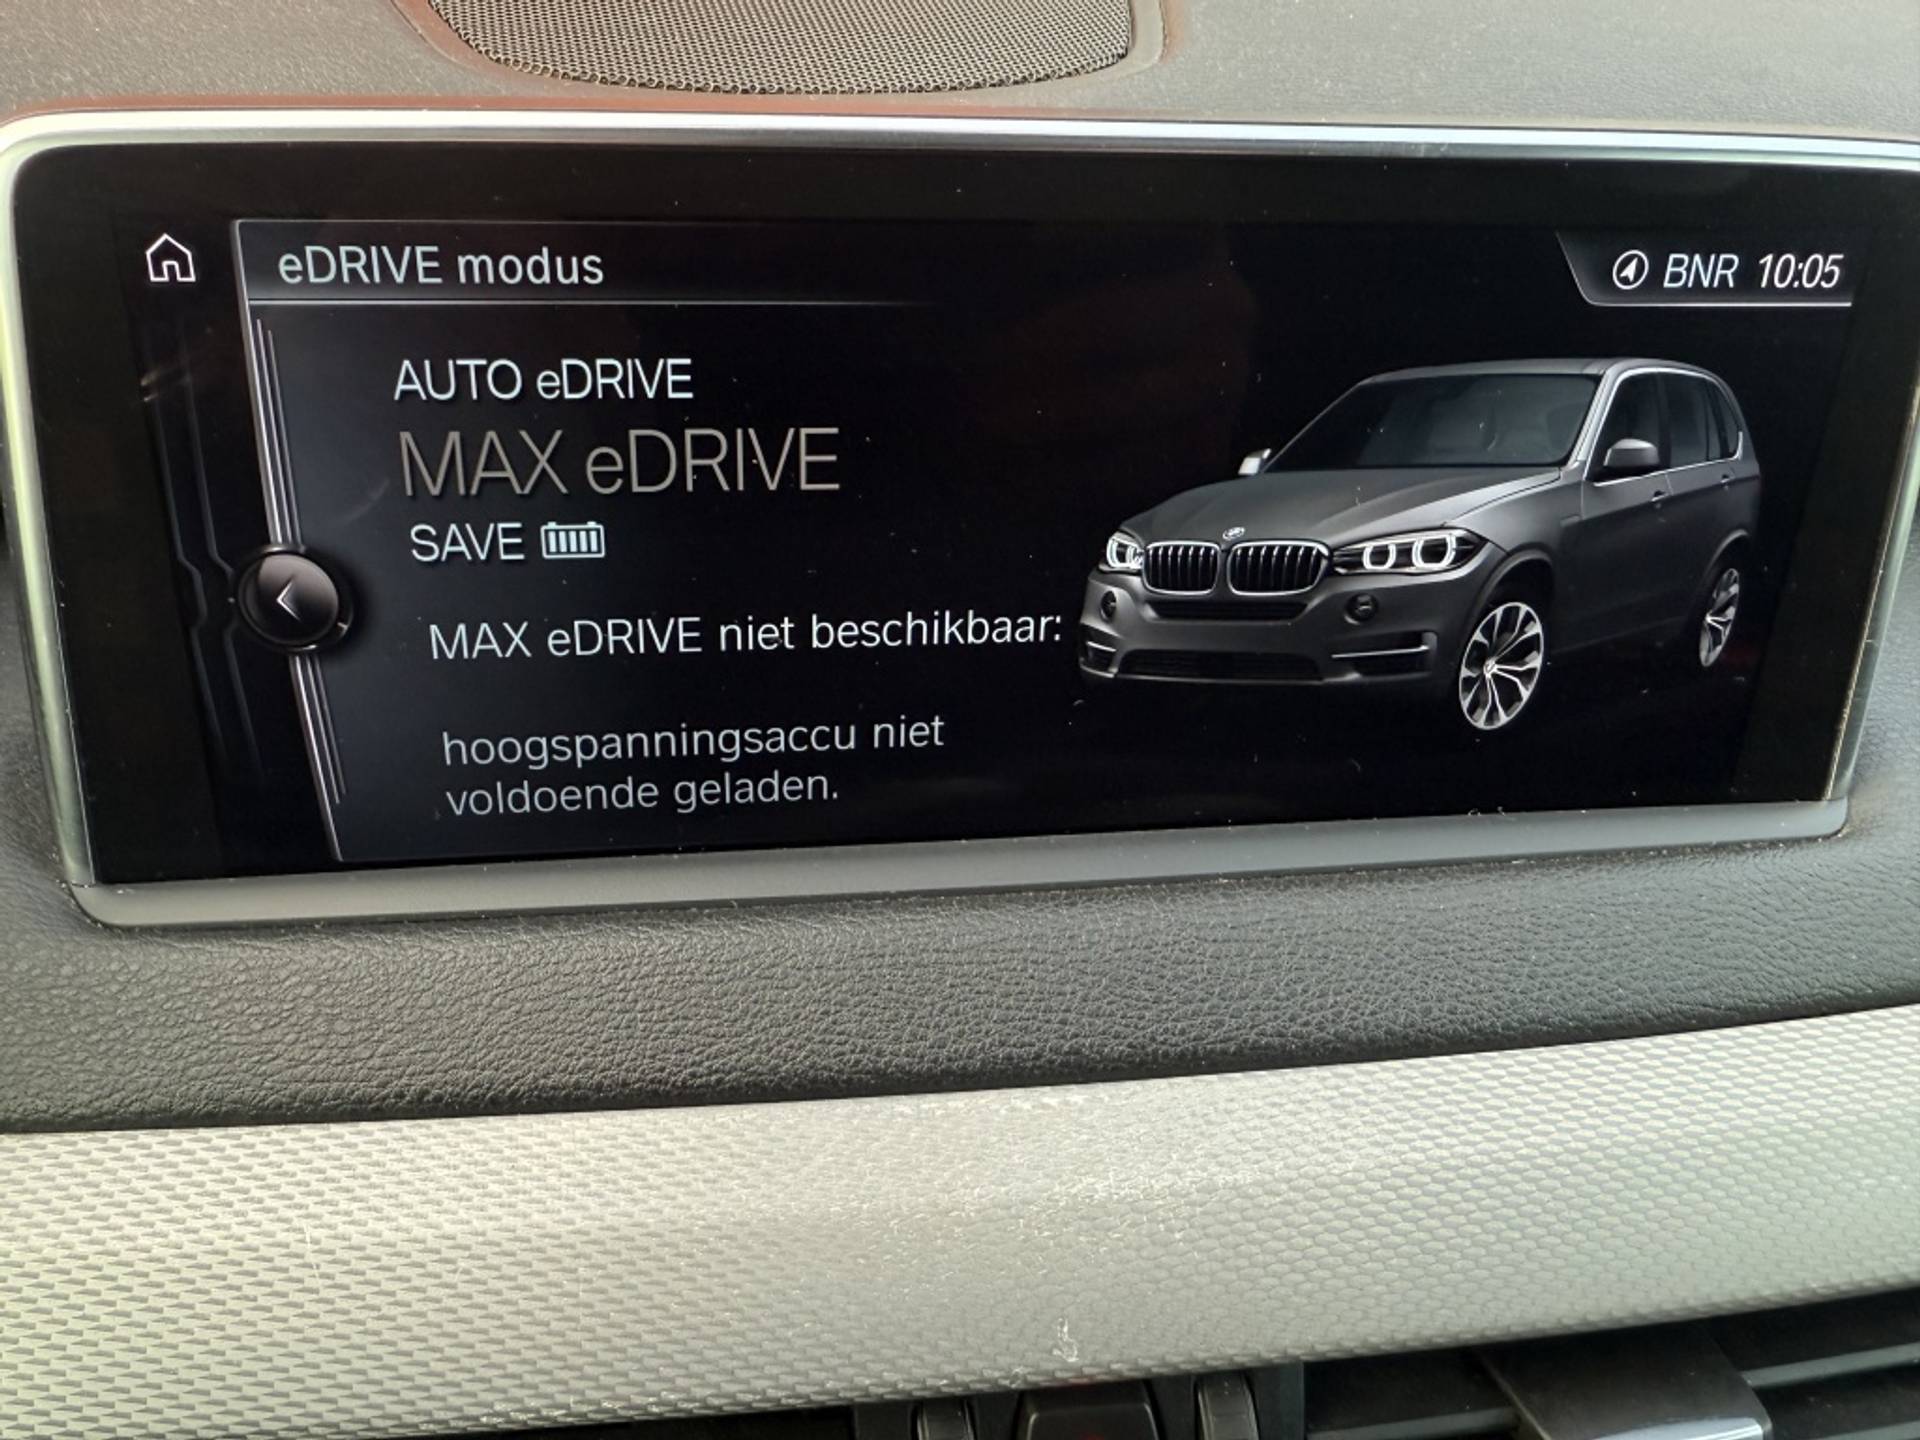 eDRIVE modus
BNR 10:05
AUTO eDRIVE
MAX eDRIVE
SAVE
MAX eDRIVE niet beschikbaar:
hoogspanningsaccu niet
voldoende geladen.